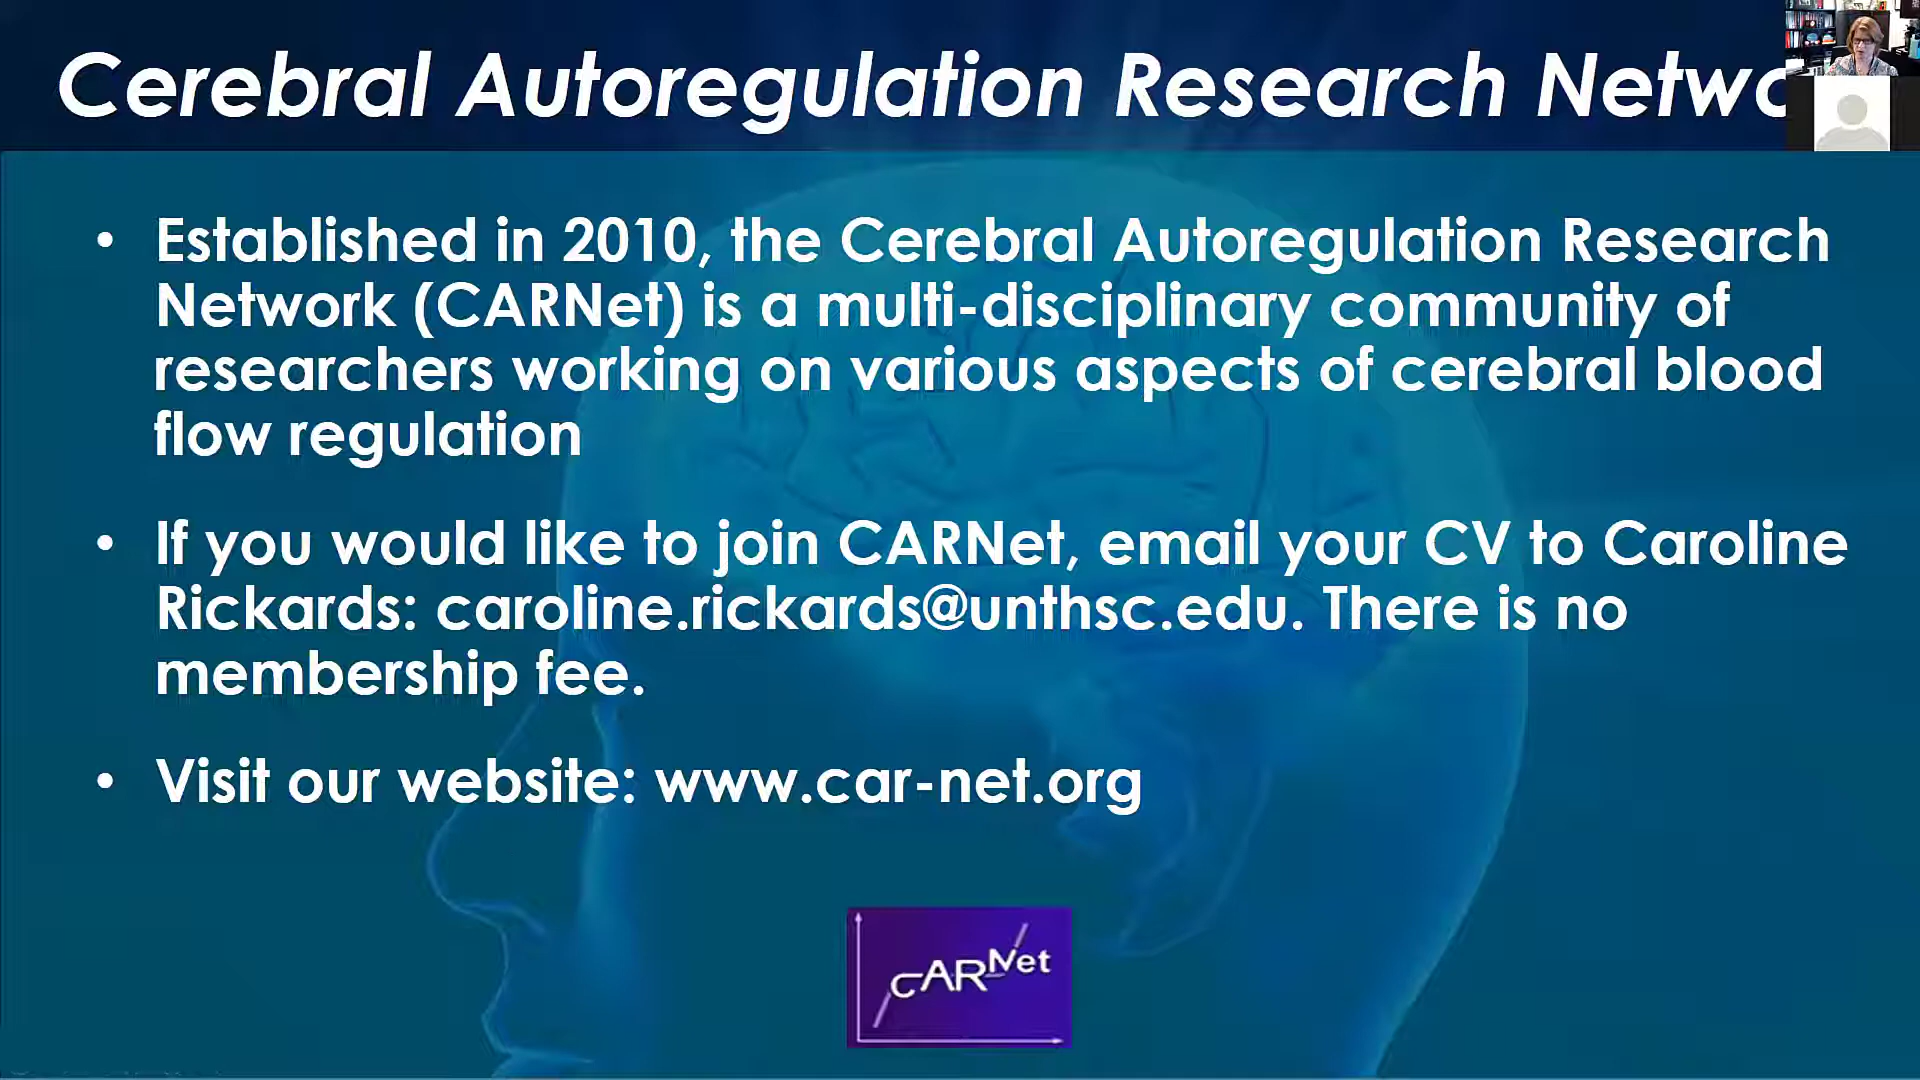 Cerebral Autoregulation Research Netwo
• Established in 2010, the Cerebral Autoregulation Research
Network (CARNet) is a multi-disciplinary community of
researchers working on various aspects of cerebral blood
flow regulation
• If you would like to join CARNet, email your CV to Caroline
Rickards: caroline.rickards@unthsc.edu. There is no
membership fee.
• Visit our website: www.car-net.org
CARNet